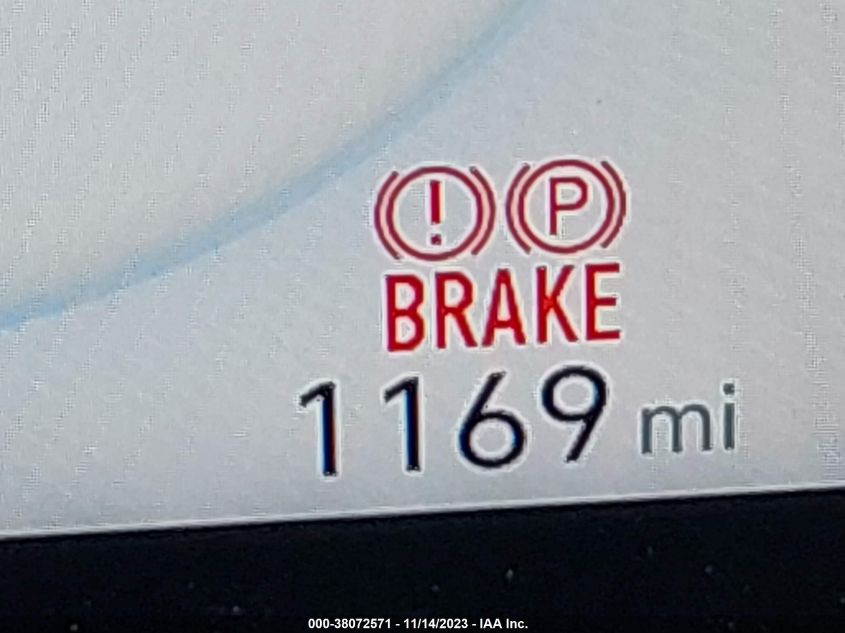 ! P
BRAKE
1169 mi
000-38072571 - 11/14/2023 - IAA Inc.